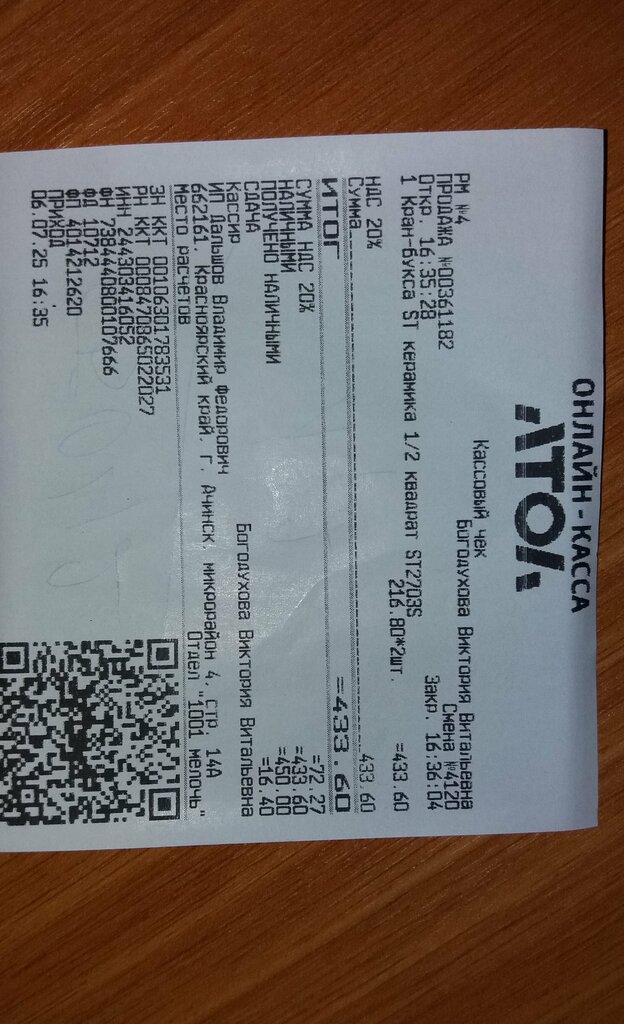 ОНЛАЙН-КАССА
АТОЛ
Кассовый чек
РМ №4 Богодухова Виктория Витальевна
ПРОДАЖА №00361182 Смена №4120
Откр. 16:35:28 Закр. 16:36:04
1 Кран-букса ST керамика 1/2 квадрат ST2703S
216.80*2шт. =433.60
НДС 20%
Сумма 433.60
ИТОГ =433.60
СУММА НДС 20% =72.27
НАЛИЧНЫМИ =433.60
ПОЛУЧЕНО НАЛИЧНЫМИ =450.00
СДАЧА =16.40
Кассир Богодухова Виктория Витальевна
ИП Дальшов Владимир Федорович
662161, Красноярский край, Г. Ачинск, микрорайон 4, стр 14А
Место расчетов Отдел "1001 мелочь"
ЗН ККТ 00106301783531
РН ККТ 0008470865022027
ИНН 244303416052
ФН 7384440800107666
ФД 10712
ФП 4014212620
ПРИХОД
06.07.25 16:35